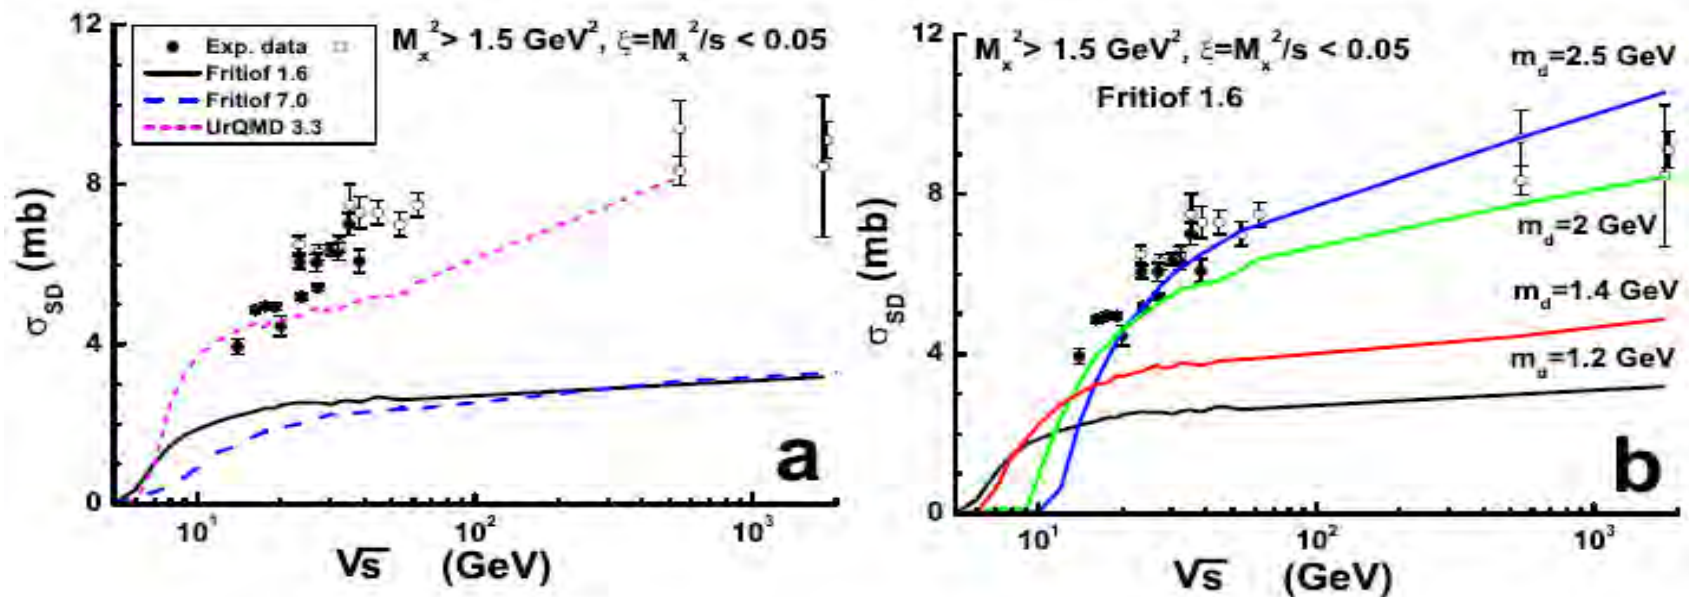 12
8
4
0
σ_SD (mb)
Exp. data
Fritiof 1.6
Fritiof 7.0
UrQMD 3.3
M_x^2> 1.5 GeV^2, ξ=M_x^2/s < 0.05
a
10^1
10^2
10^3
√s (GeV)
12
8
4
0
σ_SD (mb)
M_x^2> 1.5 GeV^2, ξ=M_x^2/s < 0.05
Fritiof 1.6
m_d=2.5 GeV
m_d=2 GeV
m_d=1.4 GeV
m_d=1.2 GeV
b
10^1
10^2
10^3
√s (GeV)